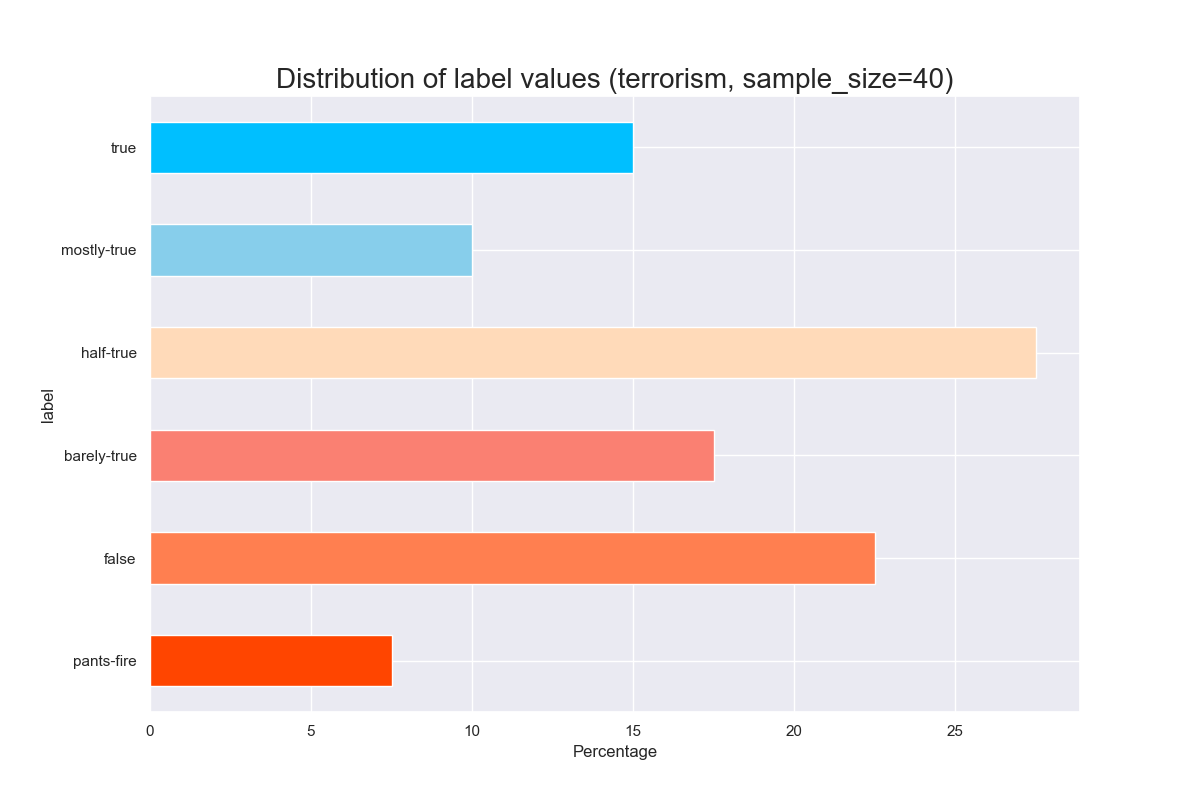 Distribution of label values (terrorism, sample_size=40)
true
mostly-true
half-true
label
barely-true
false
pants-fire
0 5 10 15 20 25
Percentage